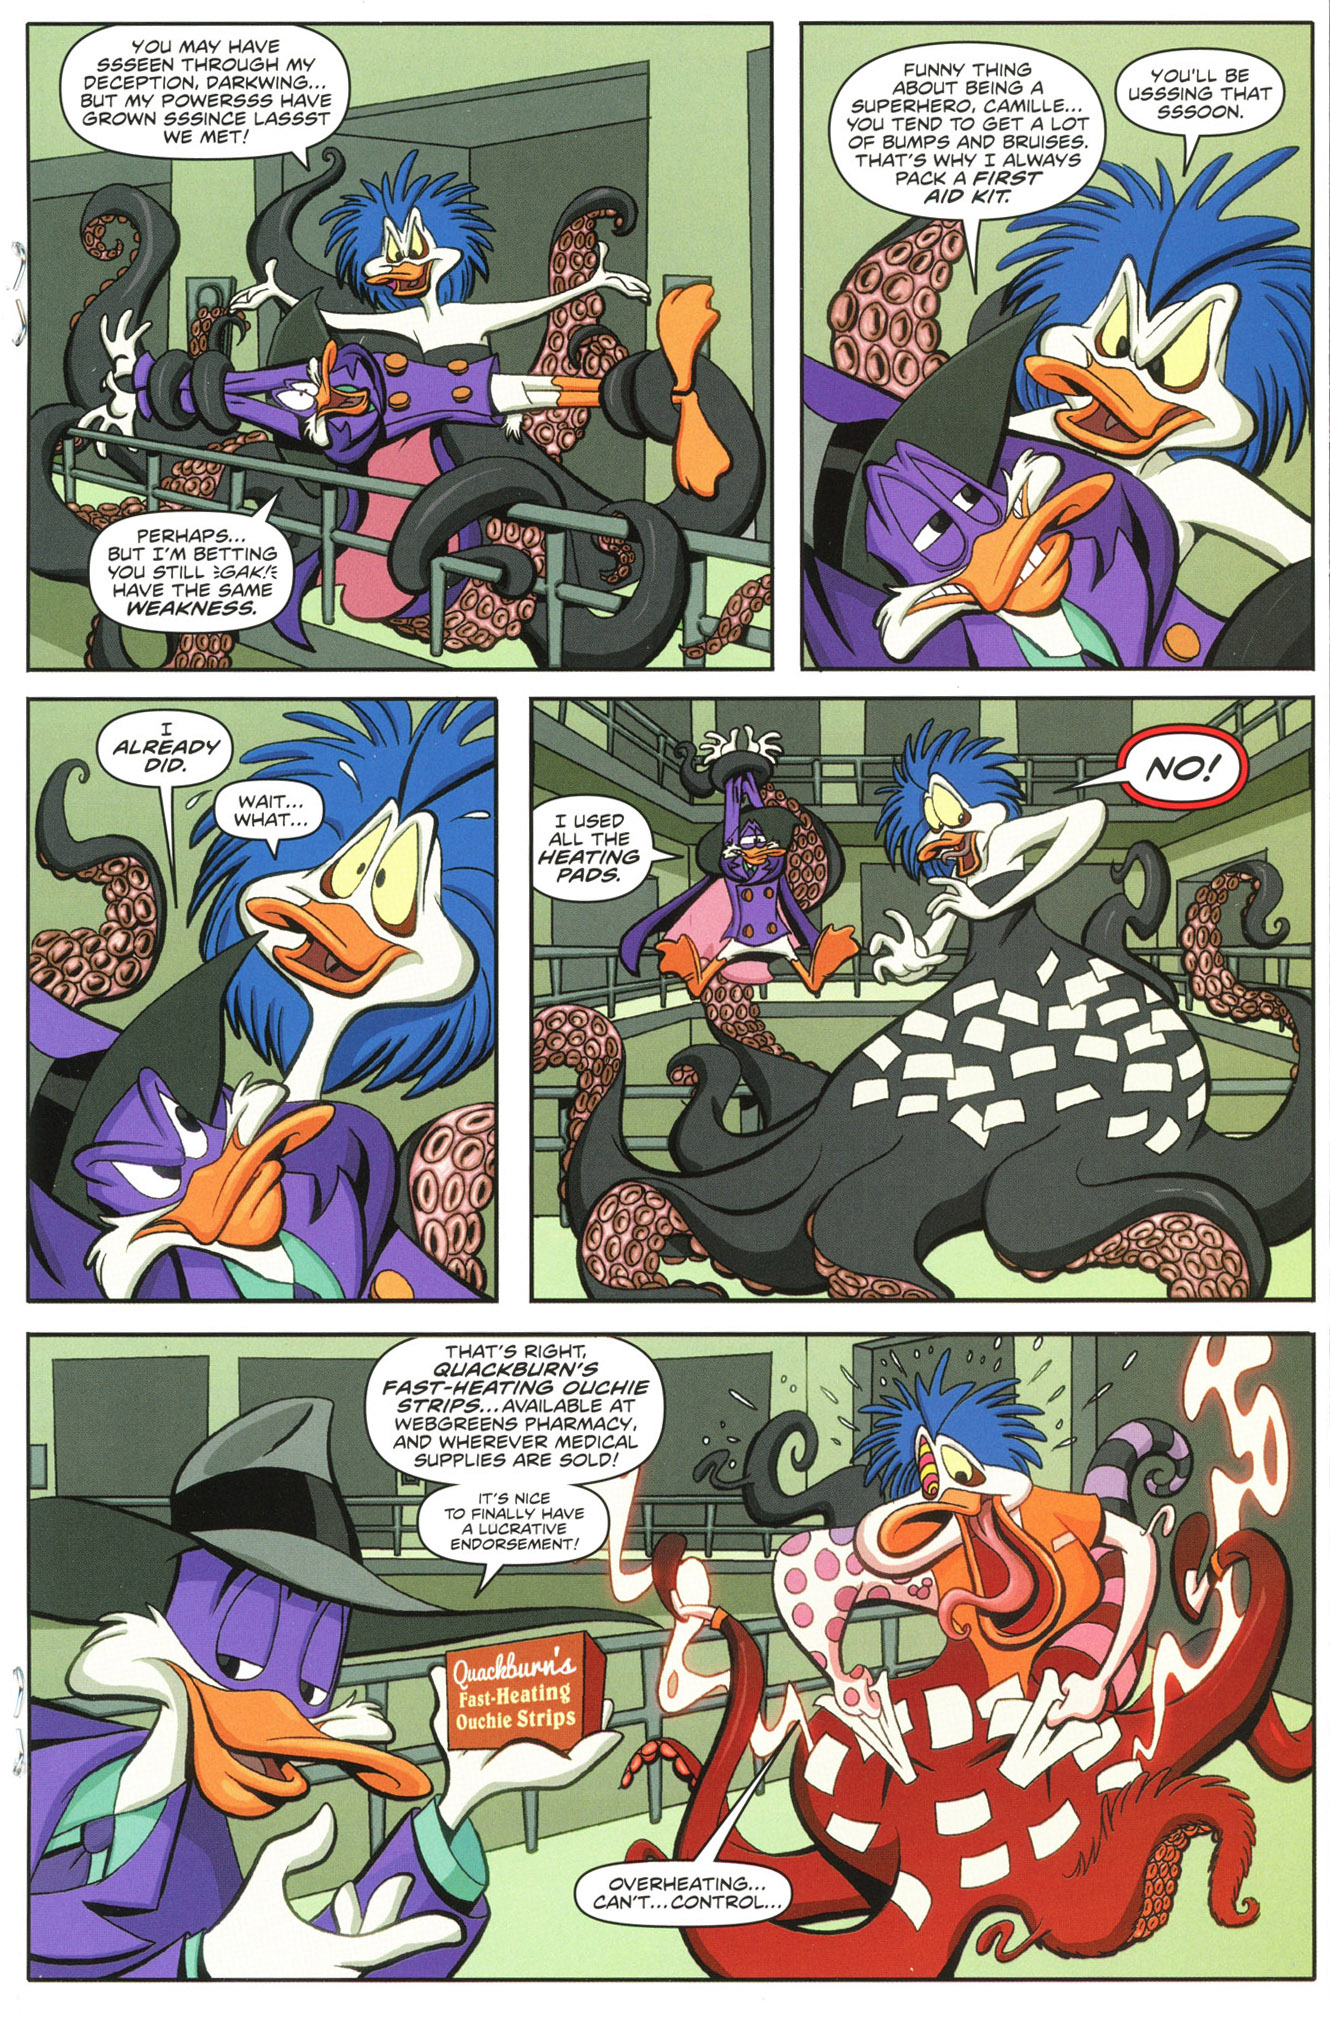 YOU MAY HAVE
SSSEEN THROUGH MY
DECEPTION, DARKWING...
BUT MY POWERSSS HAVE
GROWN SSSINCE LASSST
WE MET!
PERHAPS...
BUT I'M BETTING
YOU STILL GAK!
HAVE THE SAME
WEAKNESS.
FUNNY THING
ABOUT BEING A
SUPERHERO, CAMILLE...
YOU TEND TO GET A LOT
OF BUMPS AND BRUISES.
THAT'S WHY I ALWAYS
PACK A FIRST
AID KIT.
YOU'LL BE
USSSING THAT
SSSOON.
I
ALREADY
DID.
WAIT...
WHAT...
I USED
ALL THE
HEATING
PADS.
NO!
THAT'S RIGHT,
QUACKBURN'S
FAST-HEATING OUCHIE
STRIPS...AVAILABLE AT
WEBGREENS PHARMACY,
AND WHEREVER MEDICAL
SUPPLIES ARE SOLD!
IT'S NICE
TO FINALLY HAVE
A LUCRATIVE
ENDORSEMENT!
Quackburn's
Fast-Heating
Ouchie Strips
OVERHEATING...
CAN'T...CONTROL...